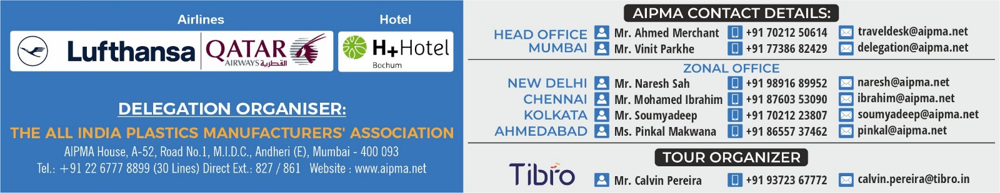 Airlines
Hotel
Lufthansa
QATAR
AIRWAYS القطرية
H+Hotel
Bochum
DELEGATION ORGANISER:
THE ALL INDIA PLASTICS MANUFACTURERS' ASSOCIATION
AIPMA House, A-52, Road No.1, M.I.D.C., Andheri (E), Mumbai - 400 093
Tel.: +91 22 6777 8899 (30 Lines) Direct Ext.: 827 / 861 Website : www.aipma.net
AIPMA CONTACT DETAILS:
HEAD OFFICE Mr. Ahmed Merchant +91 70212 50614 traveldesk@aipma.net
MUMBAI Mr. Vinit Parkhe +91 77386 82429 delegation@aipma.net
ZONAL OFFICE
NEW DELHI Mr. Naresh Sah +91 98916 89952 naresh@aipma.net
CHENNAI Mr. Mohamed Ibrahim +91 87603 53090 ibrahim@aipma.net
KOLKATA Mr. Soumyadeep +91 70212 23807 soumyadeep@aipma.net
AHMEDABAD Ms. Pinkal Makwana +91 86557 37462 pinkal@aipma.net
TOUR ORGANIZER
Tibro Mr. Calvin Pereira +91 93723 67772 calvin.pereira@tibro.in